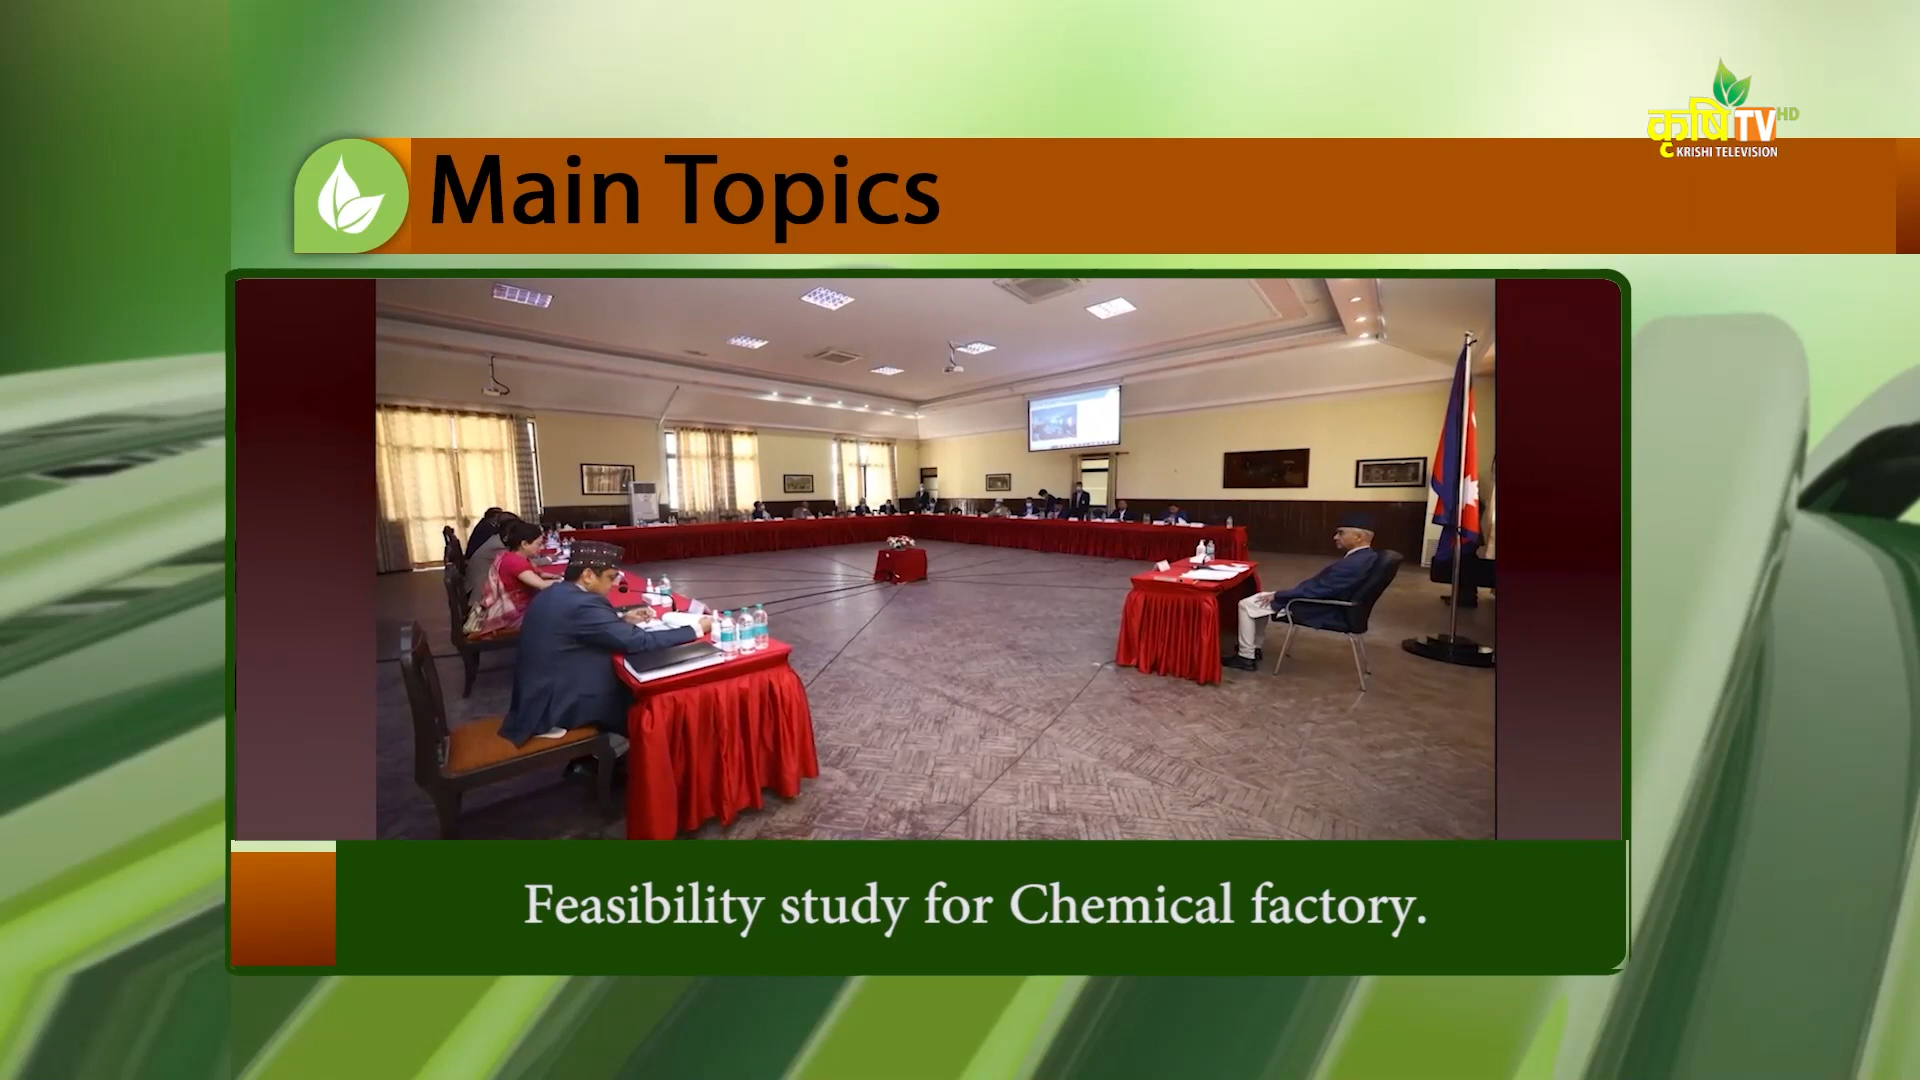 कृषि TV HD
KRISHI TELEVISION
Main Topics
Feasibility study for Chemical factory.